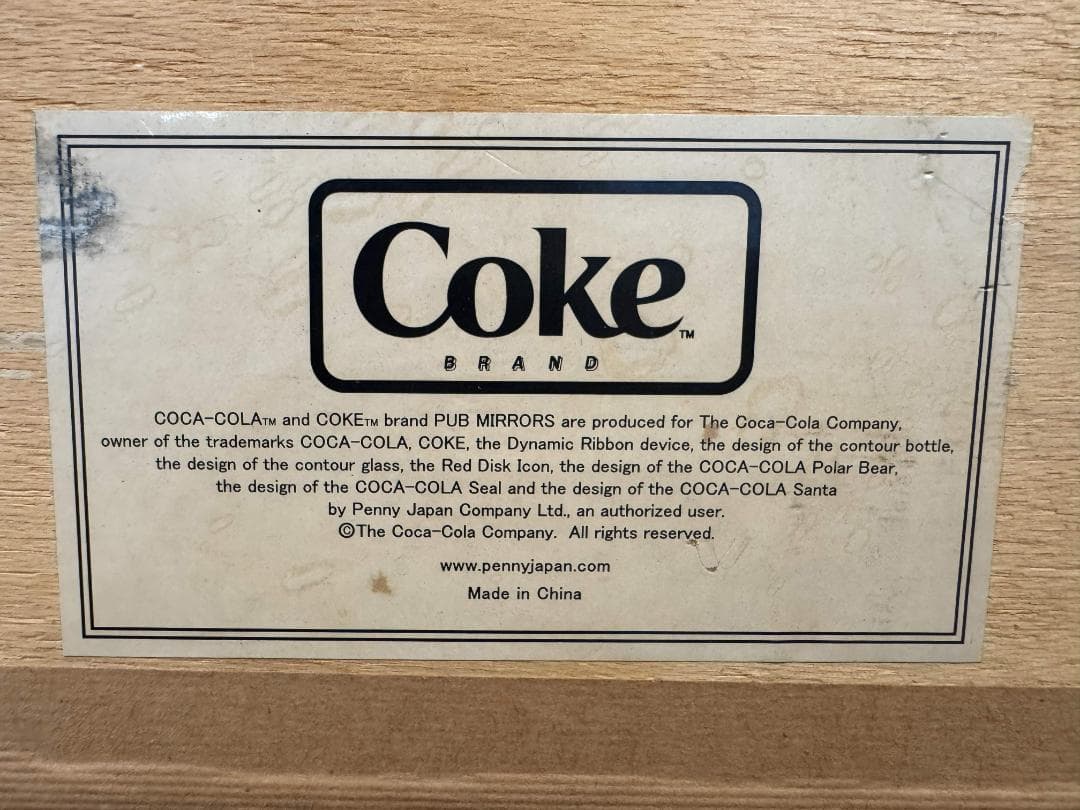 Coke™
BRAND
COCA-COLA™ and COKE™ brand PUB MIRRORS are produced for The Coca-Cola Company,
owner of the trademarks COCA-COLA, COKE, the Dynamic Ribbon device, the design of the contour bottle,
the design of the contour glass, the Red Disk Icon, the design of the COCA-COLA Polar Bear,
the design of the COCA-COLA Seal and the design of the COCA-COLA Santa
by Penny Japan Company Ltd., an authorized user.
©The Coca-Cola Company. All rights reserved.
www.pennyjapan.com
Made in China